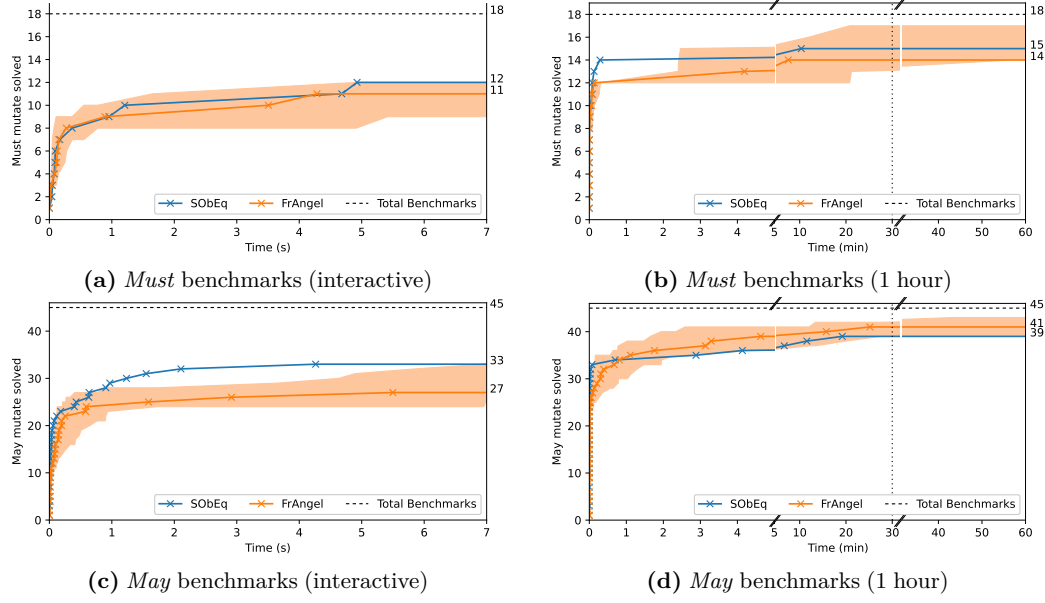 18
16
14
12
10
8
6
4
2
0
Must mutate solved
18
12
11
SObEq
FrAngel
Total Benchmarks
0 1 2 3 4 5 6 7
Time (s)
(a) Must benchmarks (interactive)
18
16
14
12
10
8
6
4
2
0
Must mutate solved
18
15
14
SObEq
FrAngel
Total Benchmarks
0 1 2 3 4 5 10 20 30 40 50 60
Time (min)
(b) Must benchmarks (1 hour)
40
30
20
10
0
May mutate solved
45
33
27
SObEq
FrAngel
Total Benchmarks
0 1 2 3 4 5 6 7
Time (s)
(c) May benchmarks (interactive)
40
30
20
10
0
May mutate solved
45
41
39
SObEq
FrAngel
Total Benchmarks
0 1 2 3 4 5 10 20 30 40 50 60
Time (min)
(d) May benchmarks (1 hour)